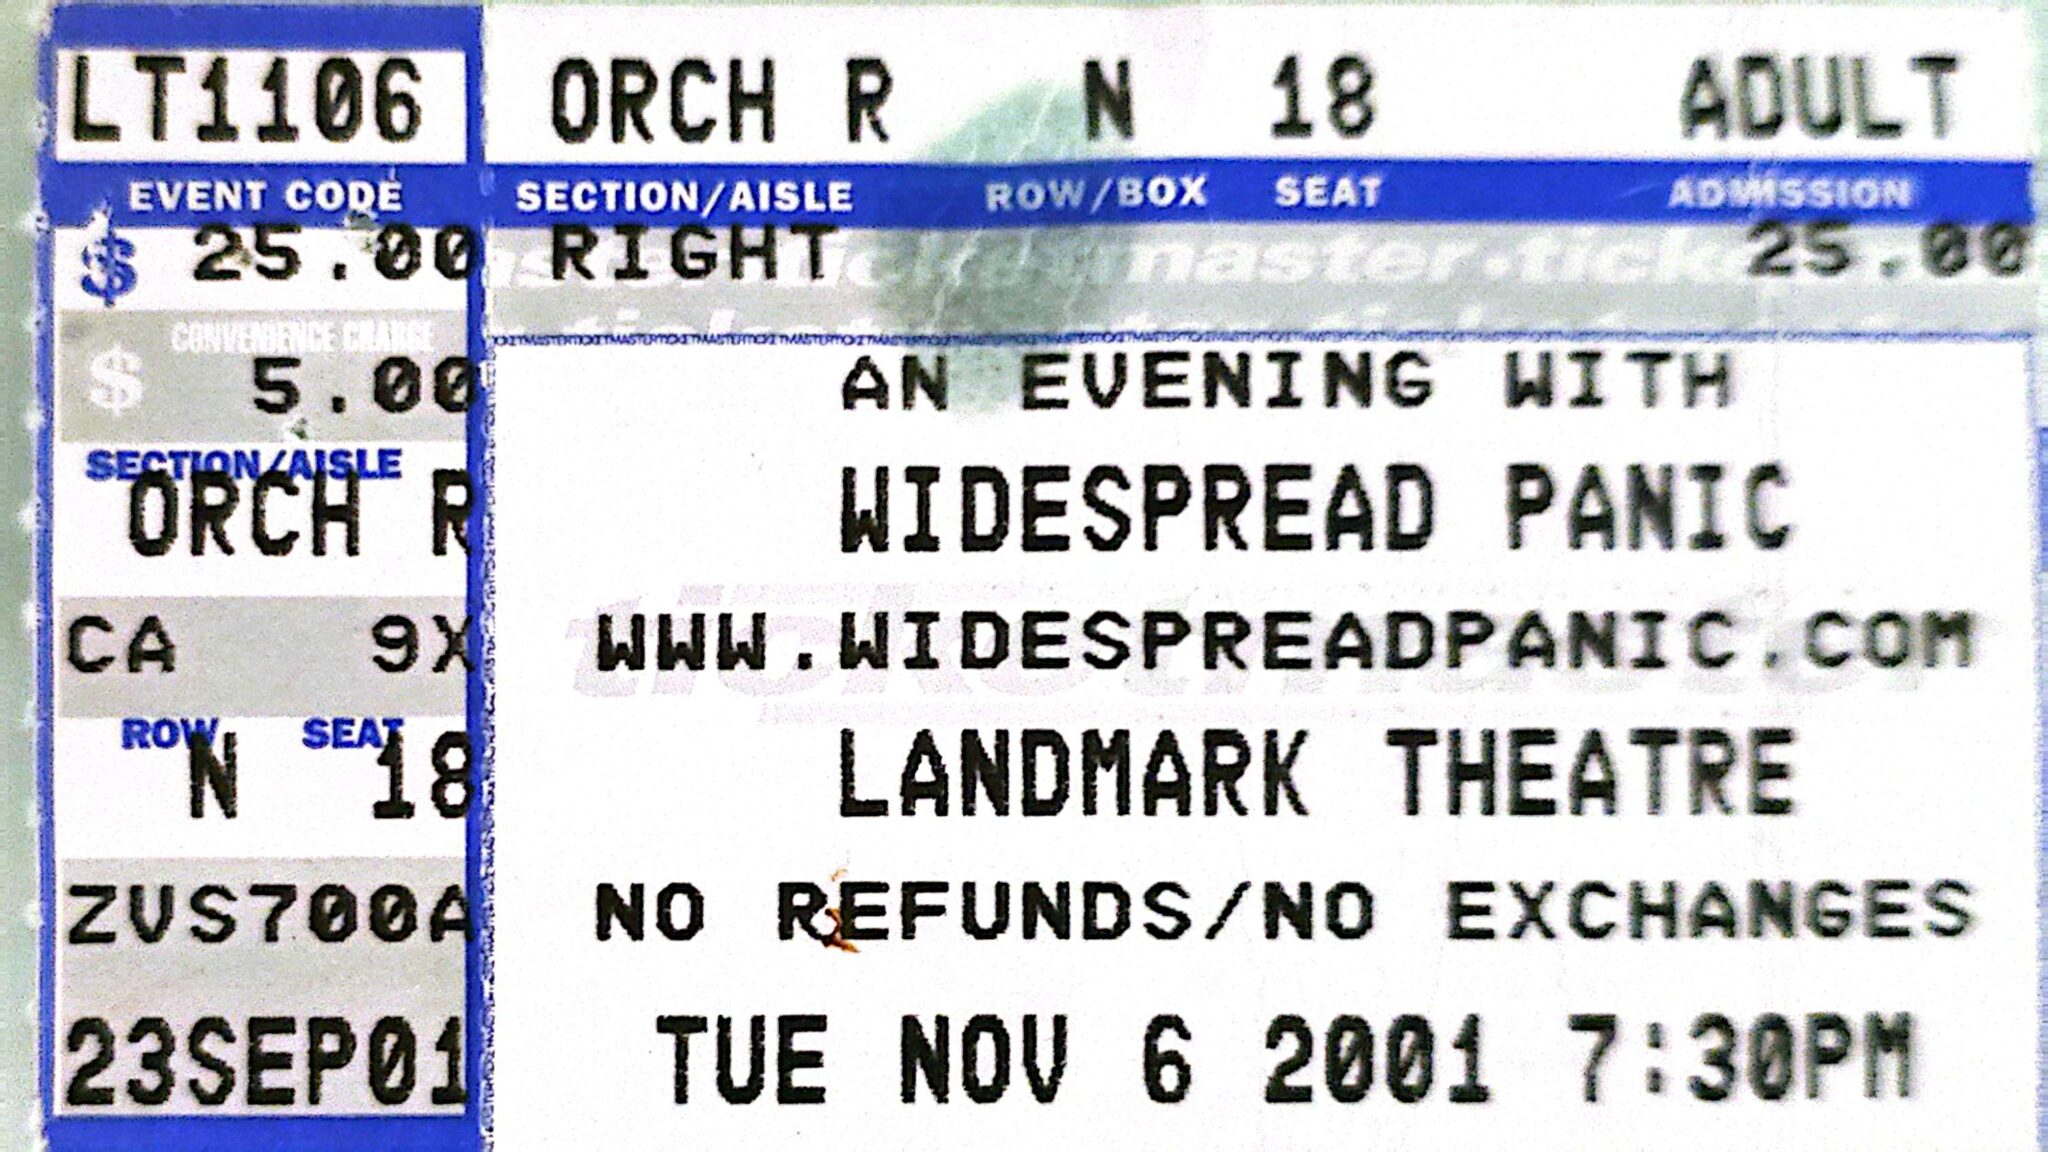 LT1106 ORCH R N 18 ADULT
EVENT CODE SECTION/AISLE ROW/BOX SEAT ADMISSION
$ 25.00 RIGHT 25.00
CONVENIENCE CHARGE
$ 5.00
AN EVENING WITH
SECTION/AISLE
ORCH R
WIDESPREAD PANIC
CA 9X
WWW.WIDESPREADPANIC.COM
ROW SEAT
N 18
LANDMARK THEATRE
ZVS700A
NO REFUNDS/NO EXCHANGES
23SEP01
TUE NOV 6 2001 7:30PM